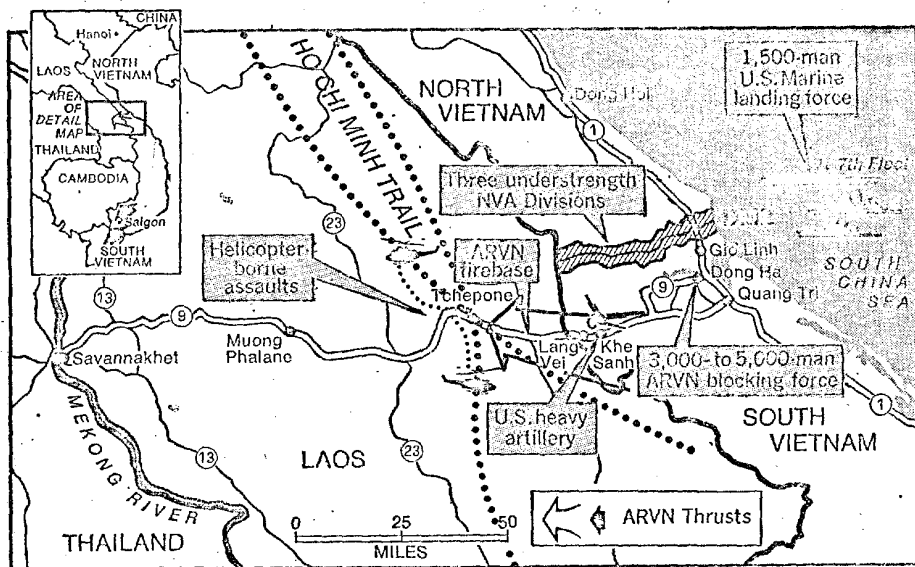 CHINA
Hanoi
NORTH
VIETNAM
LAOS
AREA
OF
DETAIL
MAP
THAILAND
CAMBODIA
Saigon
SOUTH
VIETNAM
HO CHI MINH TRAIL
NORTH
VIETNAM
Dong Hoi
1
1,500-man
U.S. Marine
landing force
7th Fleet
Three understrength
NVA Divisions
23
Helicopter-
borne
assaults
ARVN
firebase
Tchepone
Gio Linh
Dong Ha
Quang Tri
9
SOUTH
CHINA
SEA
13
9
Muong
Phalane
Savannakhet
Lang
Vei
Khe
Sanh
3,000-to 5,000-man
ARVN blocking force
U.S. heavy
artillery
1
SOUTH
VIETNAM
MEKONG RIVER
13
LAOS
23
THAILAND
0 25 50
MILES
ARVN Thrusts